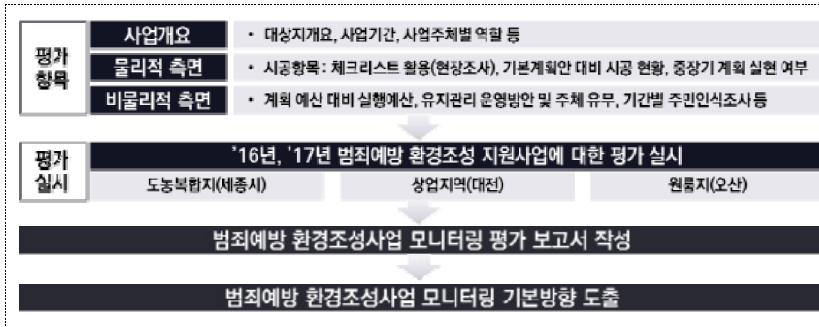 평가
항목
사업개요
• 대상지개요, 사업기간, 사업주체별 역할 등
물리적 측면
• 시공항목: 체크리스트 활용(현장조사), 기본계획안 대비 시공 현황, 중장기 계획 실현 여부
비물리적 측면
• 계획 예산 대비 실행예산, 유지관리 운영방안 및 주체 유무, 기간별 주민인식조사 등
평가
실시
'16년, '17년 범죄예방 환경조성 지원사업에 대한 평가 실시
도농복합지(세종시)
상업지역(대전)
원룸지(오산)
범죄예방 환경조성사업 모니터링 평가 보고서 작성
범죄예방 환경조성사업 모니터링 기본방향 도출